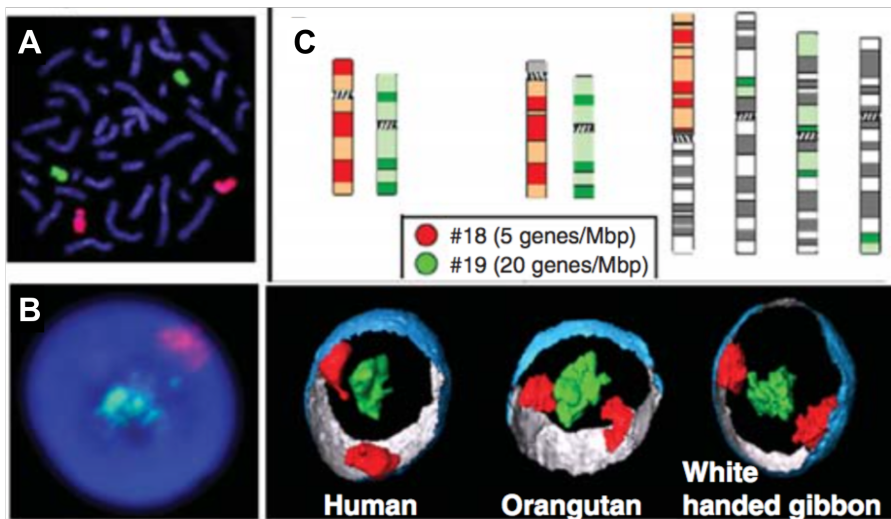 A
C
#18 (5 genes/Mbp)
#19 (20 genes/Mbp)
B
Human
Orangutan
White
handed gibbon